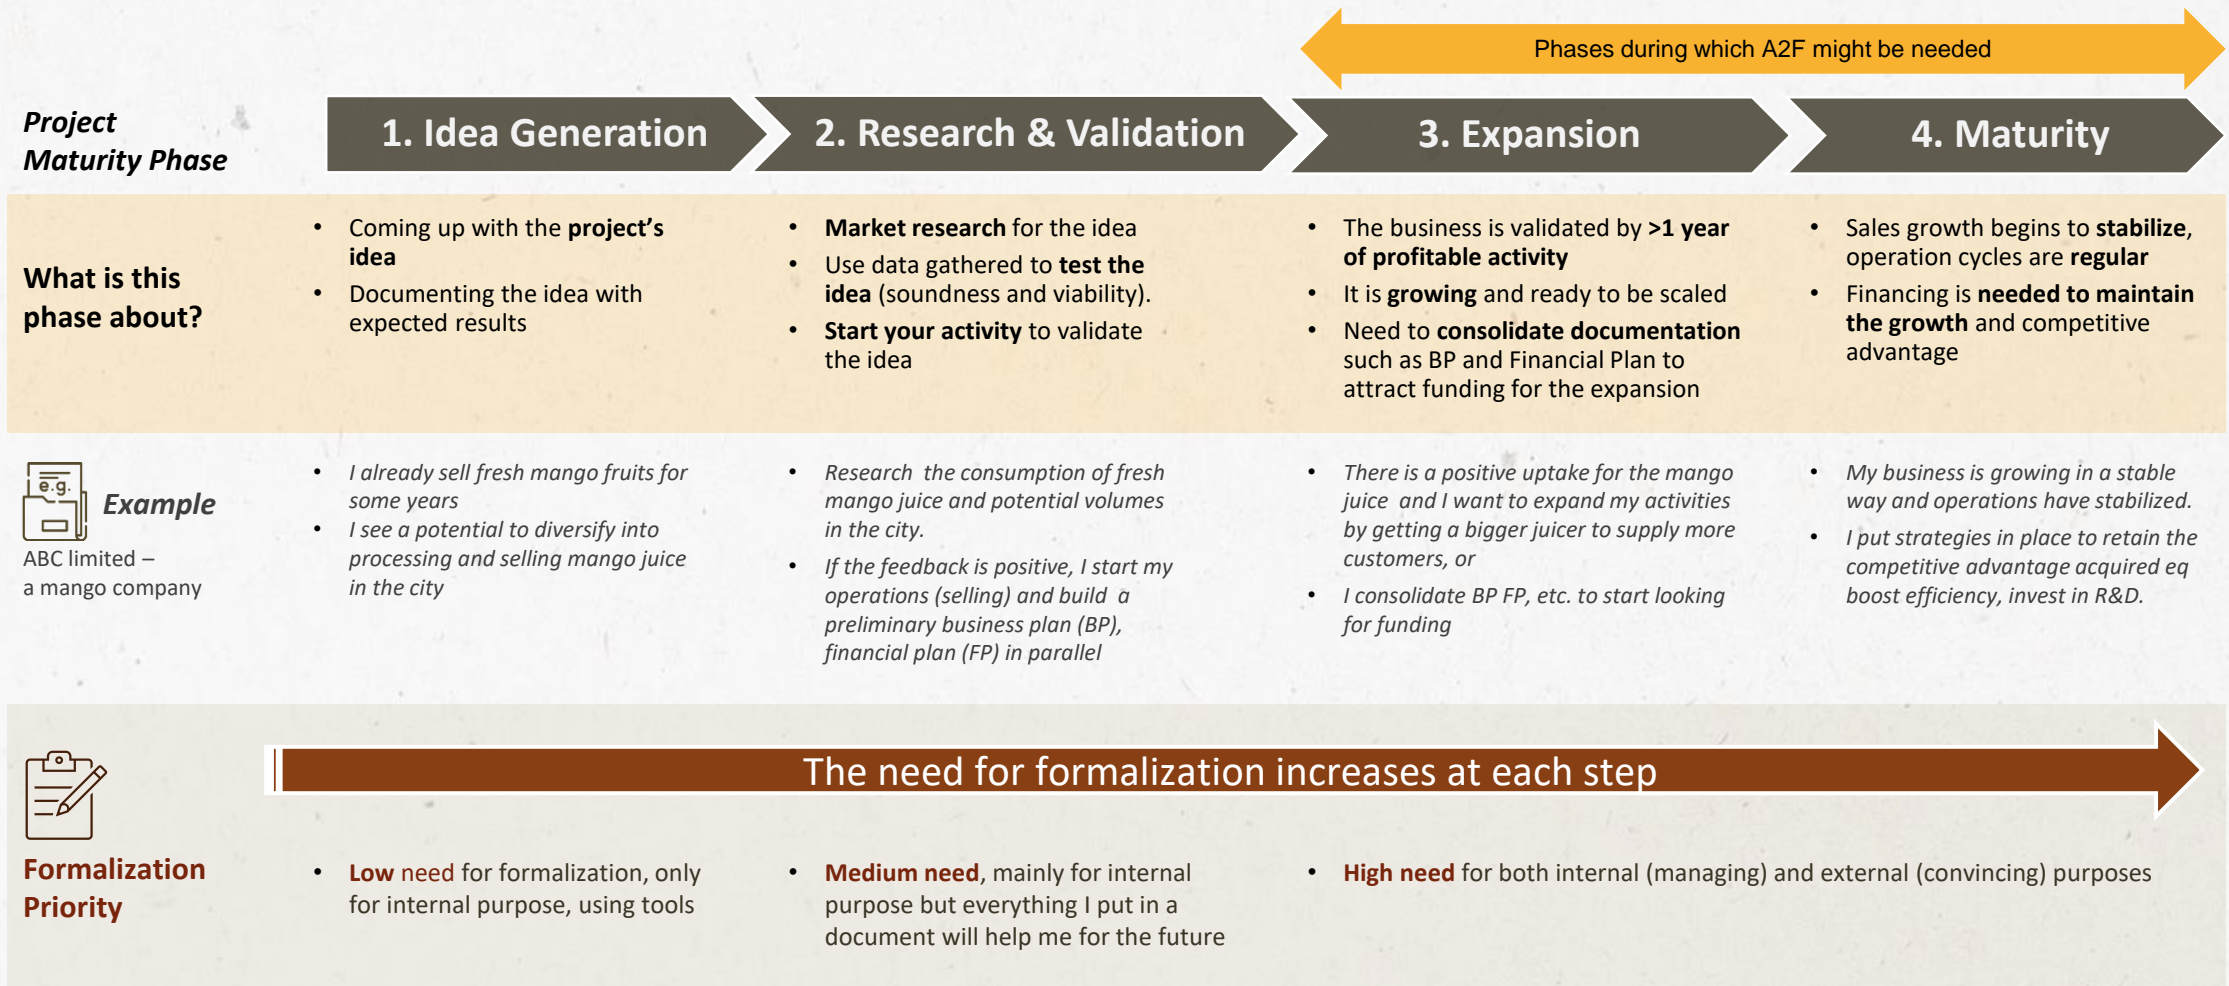 Phases during which A2F might be needed
Project
Maturity Phase
1. Idea Generation
2. Research & Validation
3. Expansion
4. Maturity
What is this
phase about?
• Coming up with the project's
idea
• Documenting the idea with
expected results
• Market research for the idea
• Use data gathered to test the
idea (soundness and viability).
• Start your activity to validate
the idea
• The business is validated by >1 year
of profitable activity
• It is growing and ready to be scaled
• Need to consolidate documentation
such as BP and Financial Plan to
attract funding for the expansion
• Sales growth begins to stabilize,
operation cycles are regular
• Financing is needed to maintain
the growth and competitive
advantage
e.g.
Example
ABC limited –
a mango company
• I already sell fresh mango fruits for
some years
• I see a potential to diversify into
processing and selling mango juice
in the city
• Research the consumption of fresh
mango juice and potential volumes
in the city.
• If the feedback is positive, I start my
operations (selling) and build a
preliminary business plan (BP),
financial plan (FP) in parallel
• There is a positive uptake for the mango
juice and I want to expand my activities
by getting a bigger juicer to supply more
customers, or
• I consolidate BP FP, etc. to start looking
for funding
• My business is growing in a stable
way and operations have stabilized.
• I put strategies in place to retain the
competitive advantage acquired eq
boost efficiency, invest in R&D.
The need for formalization increases at each step
Formalization
Priority
• Low need for formalization, only
for internal purpose, using tools
• Medium need, mainly for internal
purpose but everything I put in a
document will help me for the future
• High need for both internal (managing) and external (convincing) purposes